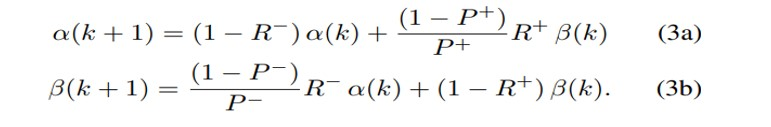 α(k + 1) = (1 − R⁻) α(k) + (1 − P⁺)/P⁺ R⁺ β(k) (3a)
β(k + 1) = (1 − P⁻)/P⁻ R⁻ α(k) + (1 − R⁺) β(k). (3b)